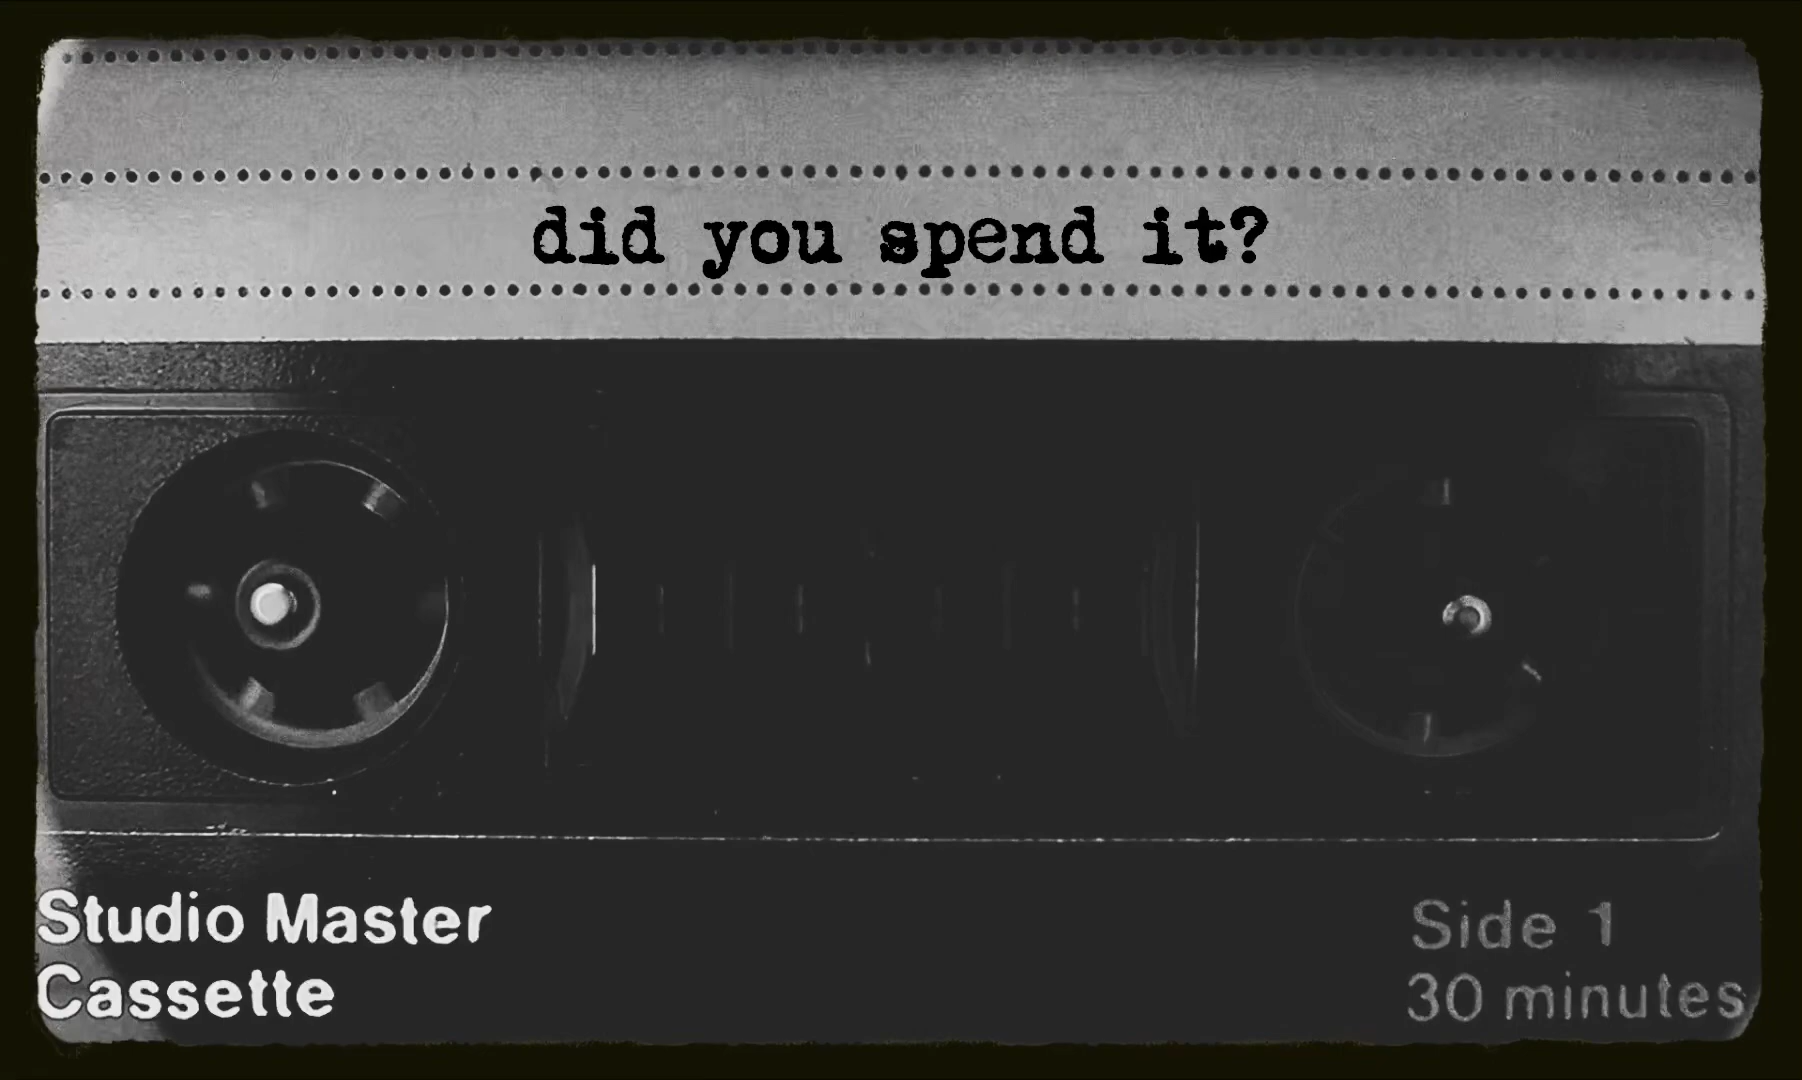 did you spend it?
Studio Master
Cassette
Side 1
30 minutes